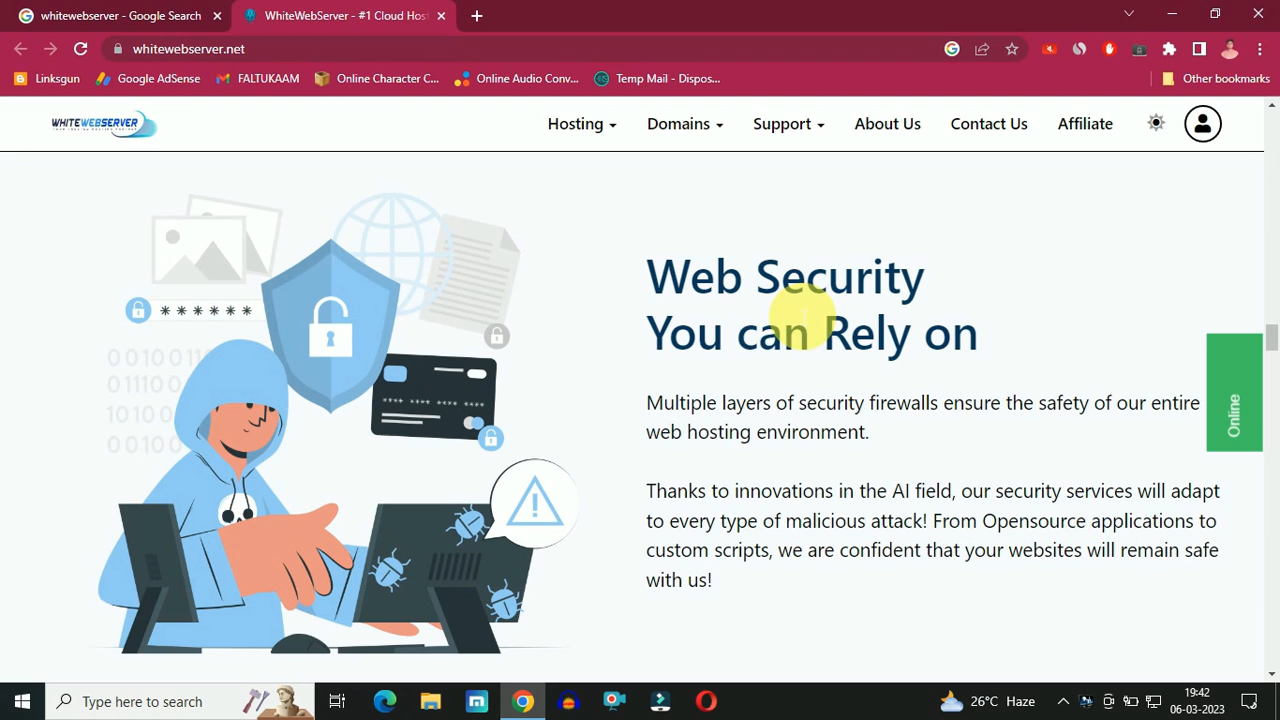 whitewebserver - Google Search
WhiteWebServer - #1 Cloud Hos
whitewebserver.net
Linksgun
Google AdSense
FALTUKAAM
Online Character C...
Online Audio Conv...
Temp Mail - Dispos...
Other bookmarks
WHITEWEBSERVER
Hosting
Domains
Support
About Us
Contact Us
Affiliate
Web Security
You can Rely on
Multiple layers of security firewalls ensure the safety of our entire
web hosting environment.
Thanks to innovations in the AI field, our security services will adapt
to every type of malicious attack! From Opensource applications to
custom scripts, we are confident that your websites will remain safe
with us!
Online
Type here to search
26°C Haze
19:42
06-03-2023